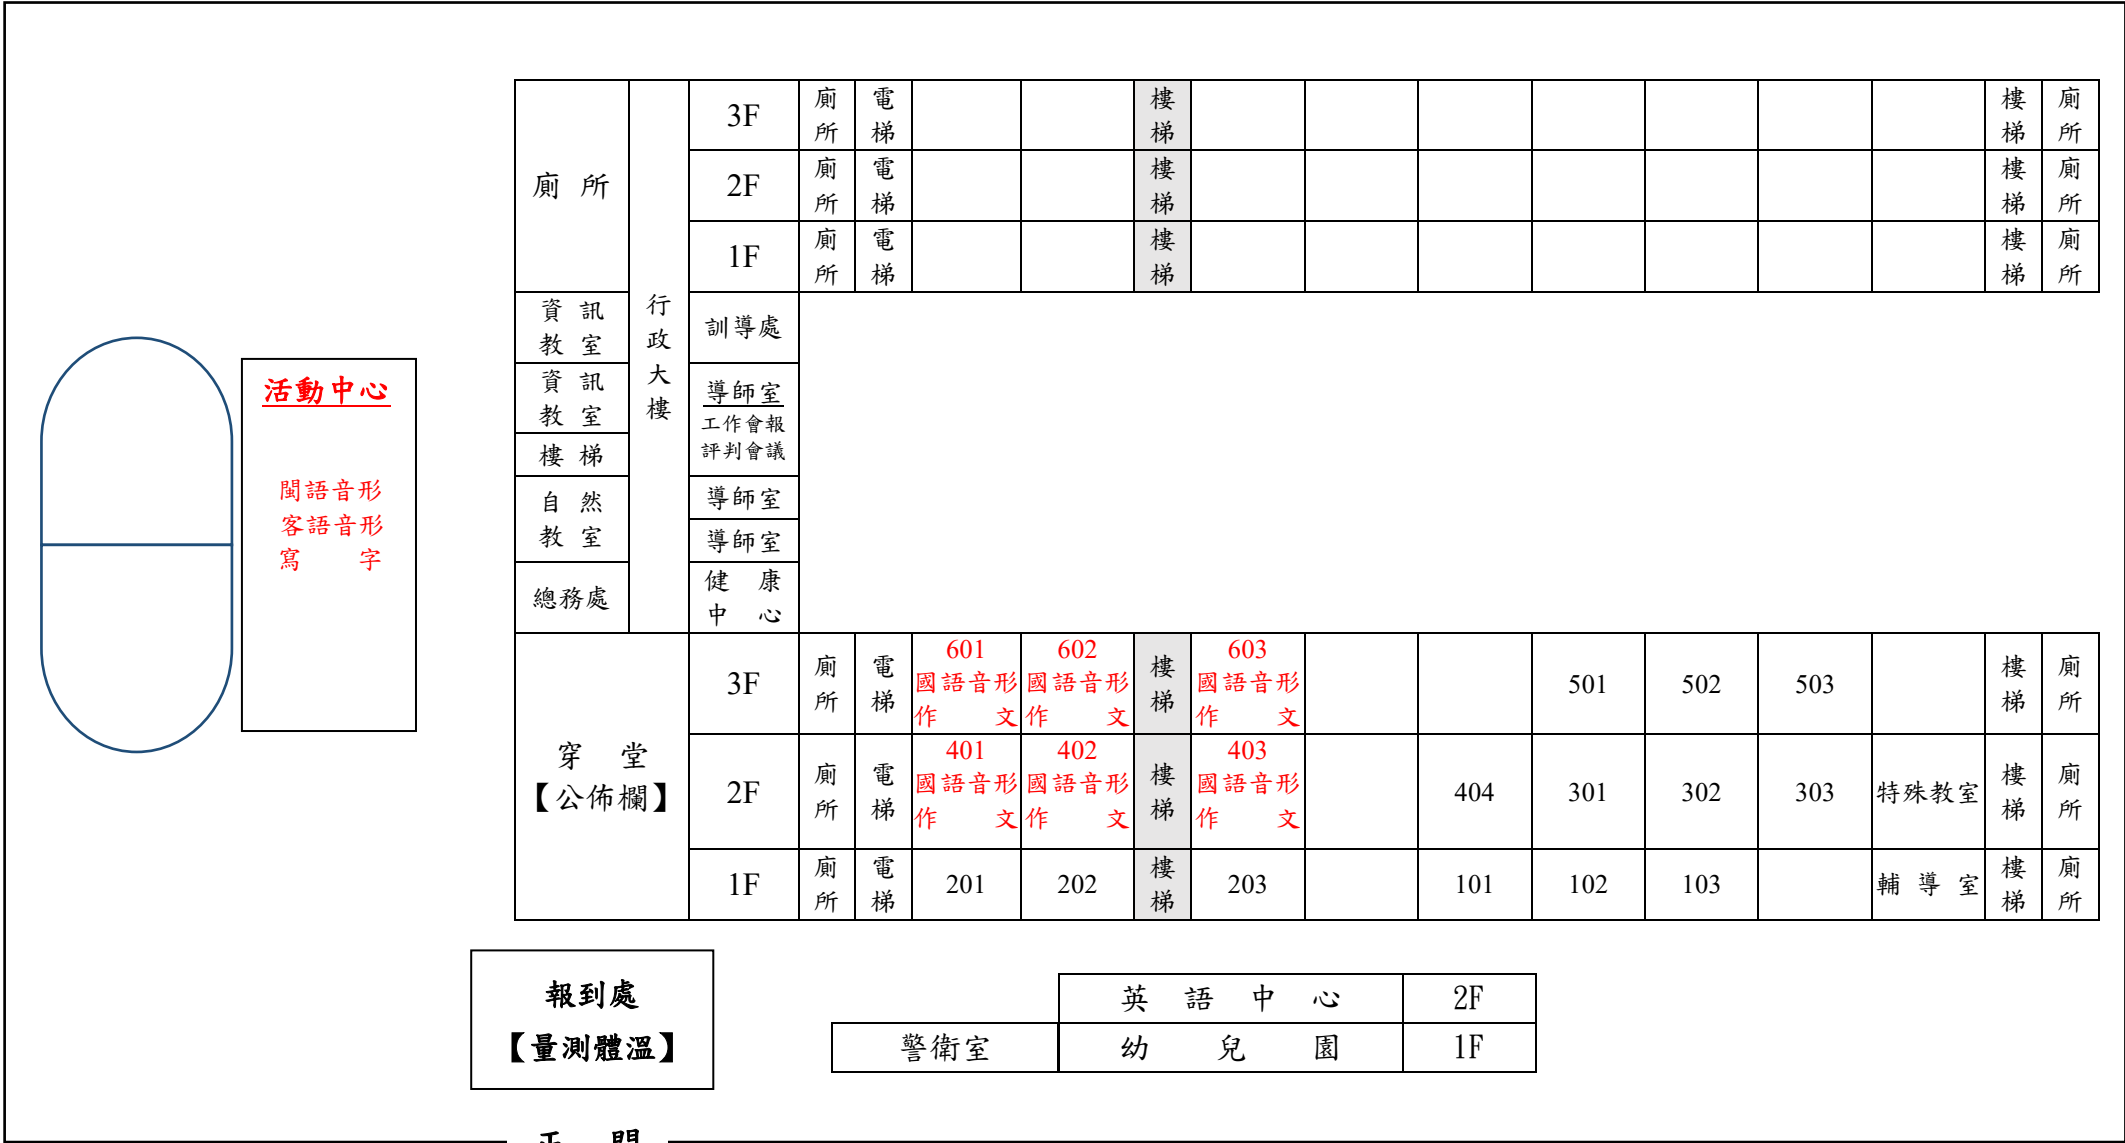 廁所
行政大樓
3F 廁所 電梯 樓梯 樓梯 廁所
2F 廁所 電梯 樓梯 樓梯 廁所
1F 廁所 電梯 樓梯 樓梯 廁所
資訊
教室
訓導處
資訊
教室
導師室
工作會報
評判會議
樓梯
自然
教室
導師室
導師室
總務處
健康
中心
活動中心
閩語音形
客語音形
寫字
穿堂
【公佈欄】
3F 廁所 電梯 601 602 樓梯 603 501 502 503 樓梯 廁所
國語音形 國語音形 國語音形
作文 作文 作文
2F 廁所 電梯 401 402 樓梯 403 404 301 302 303 特殊教室 樓梯 廁所
國語音形 國語音形 國語音形
作文 作文 作文
1F 廁所 電梯 201 202 樓梯 203 101 102 103 輔導室 樓梯 廁所
報到處
【量測體溫】
英語中心 2F
警衛室 幼兒園 1F
正門